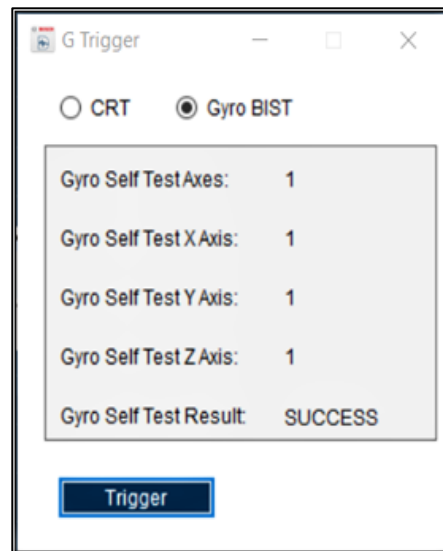 G Trigger
CRT Gyro BIST
Gyro Self Test Axes: 1
Gyro Self Test X Axis: 1
Gyro Self Test Y Axis: 1
Gyro Self Test Z Axis: 1
Gyro Self Test Result: SUCCESS
Trigger